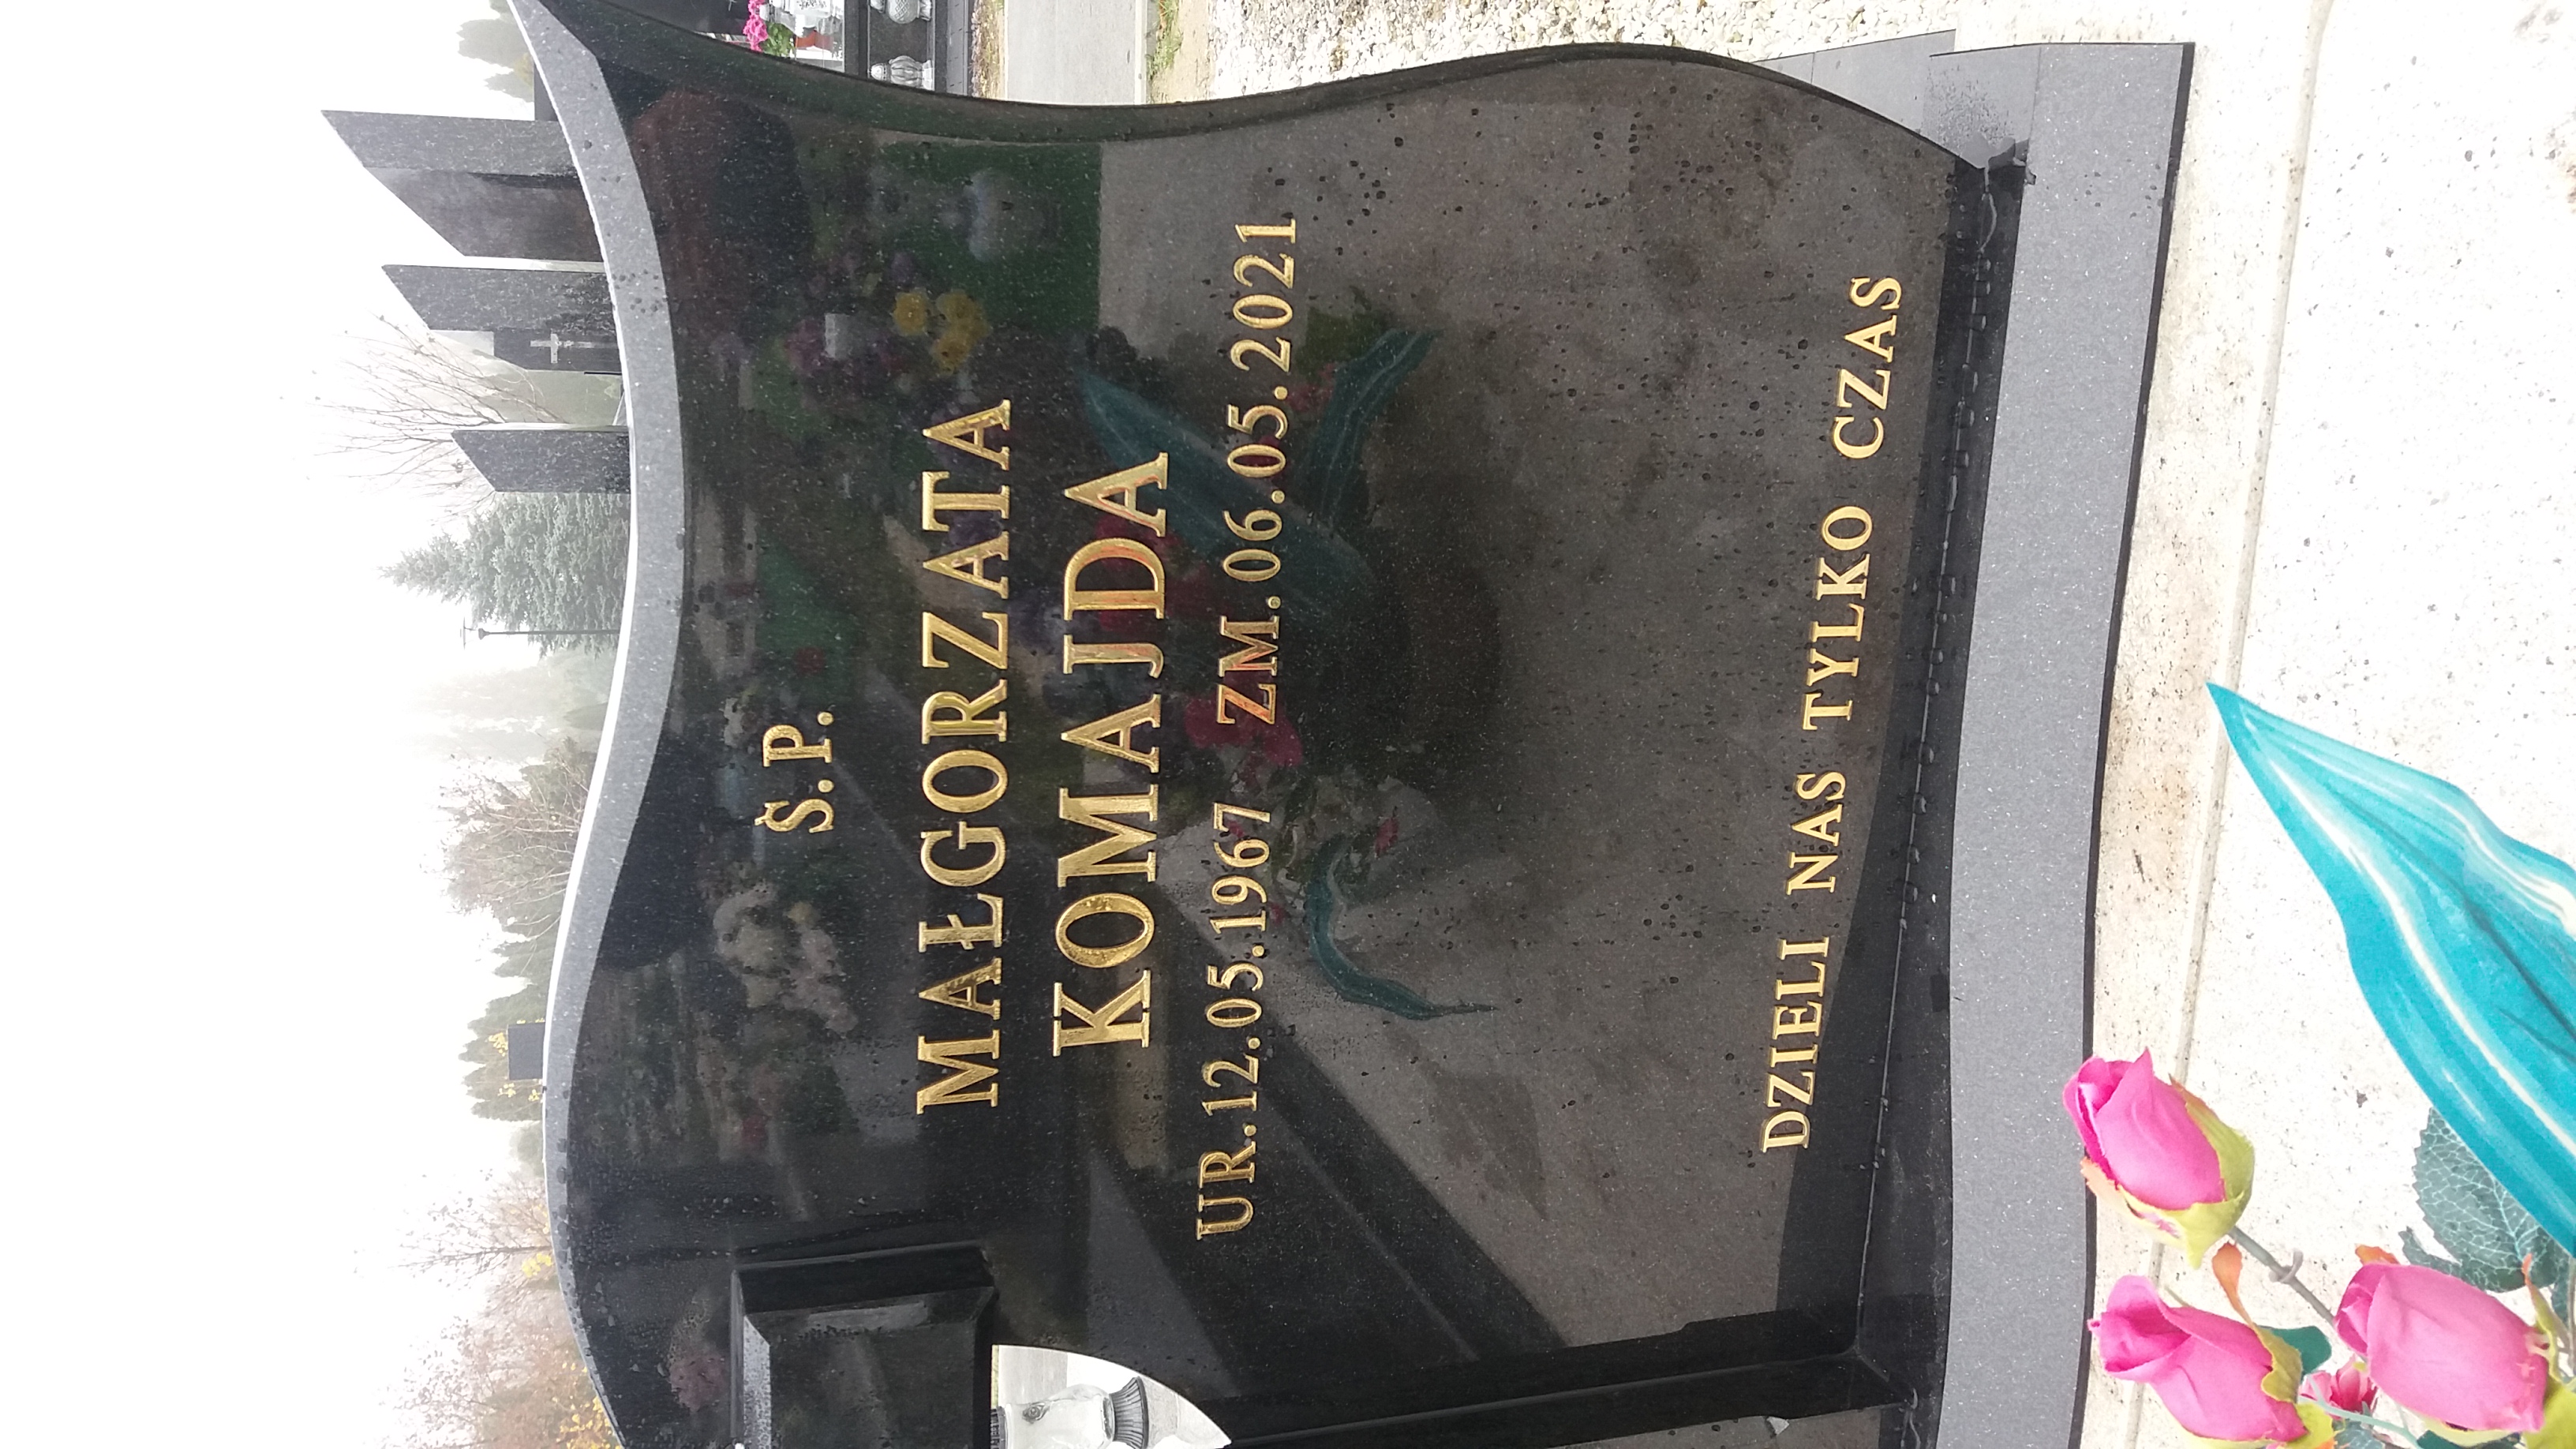 Ś.P.
MAŁGORZATA
KOMAJDA
UR.12.05.1967 ZM.06.05.2021
DZIELI NAS TYLKO CZAS